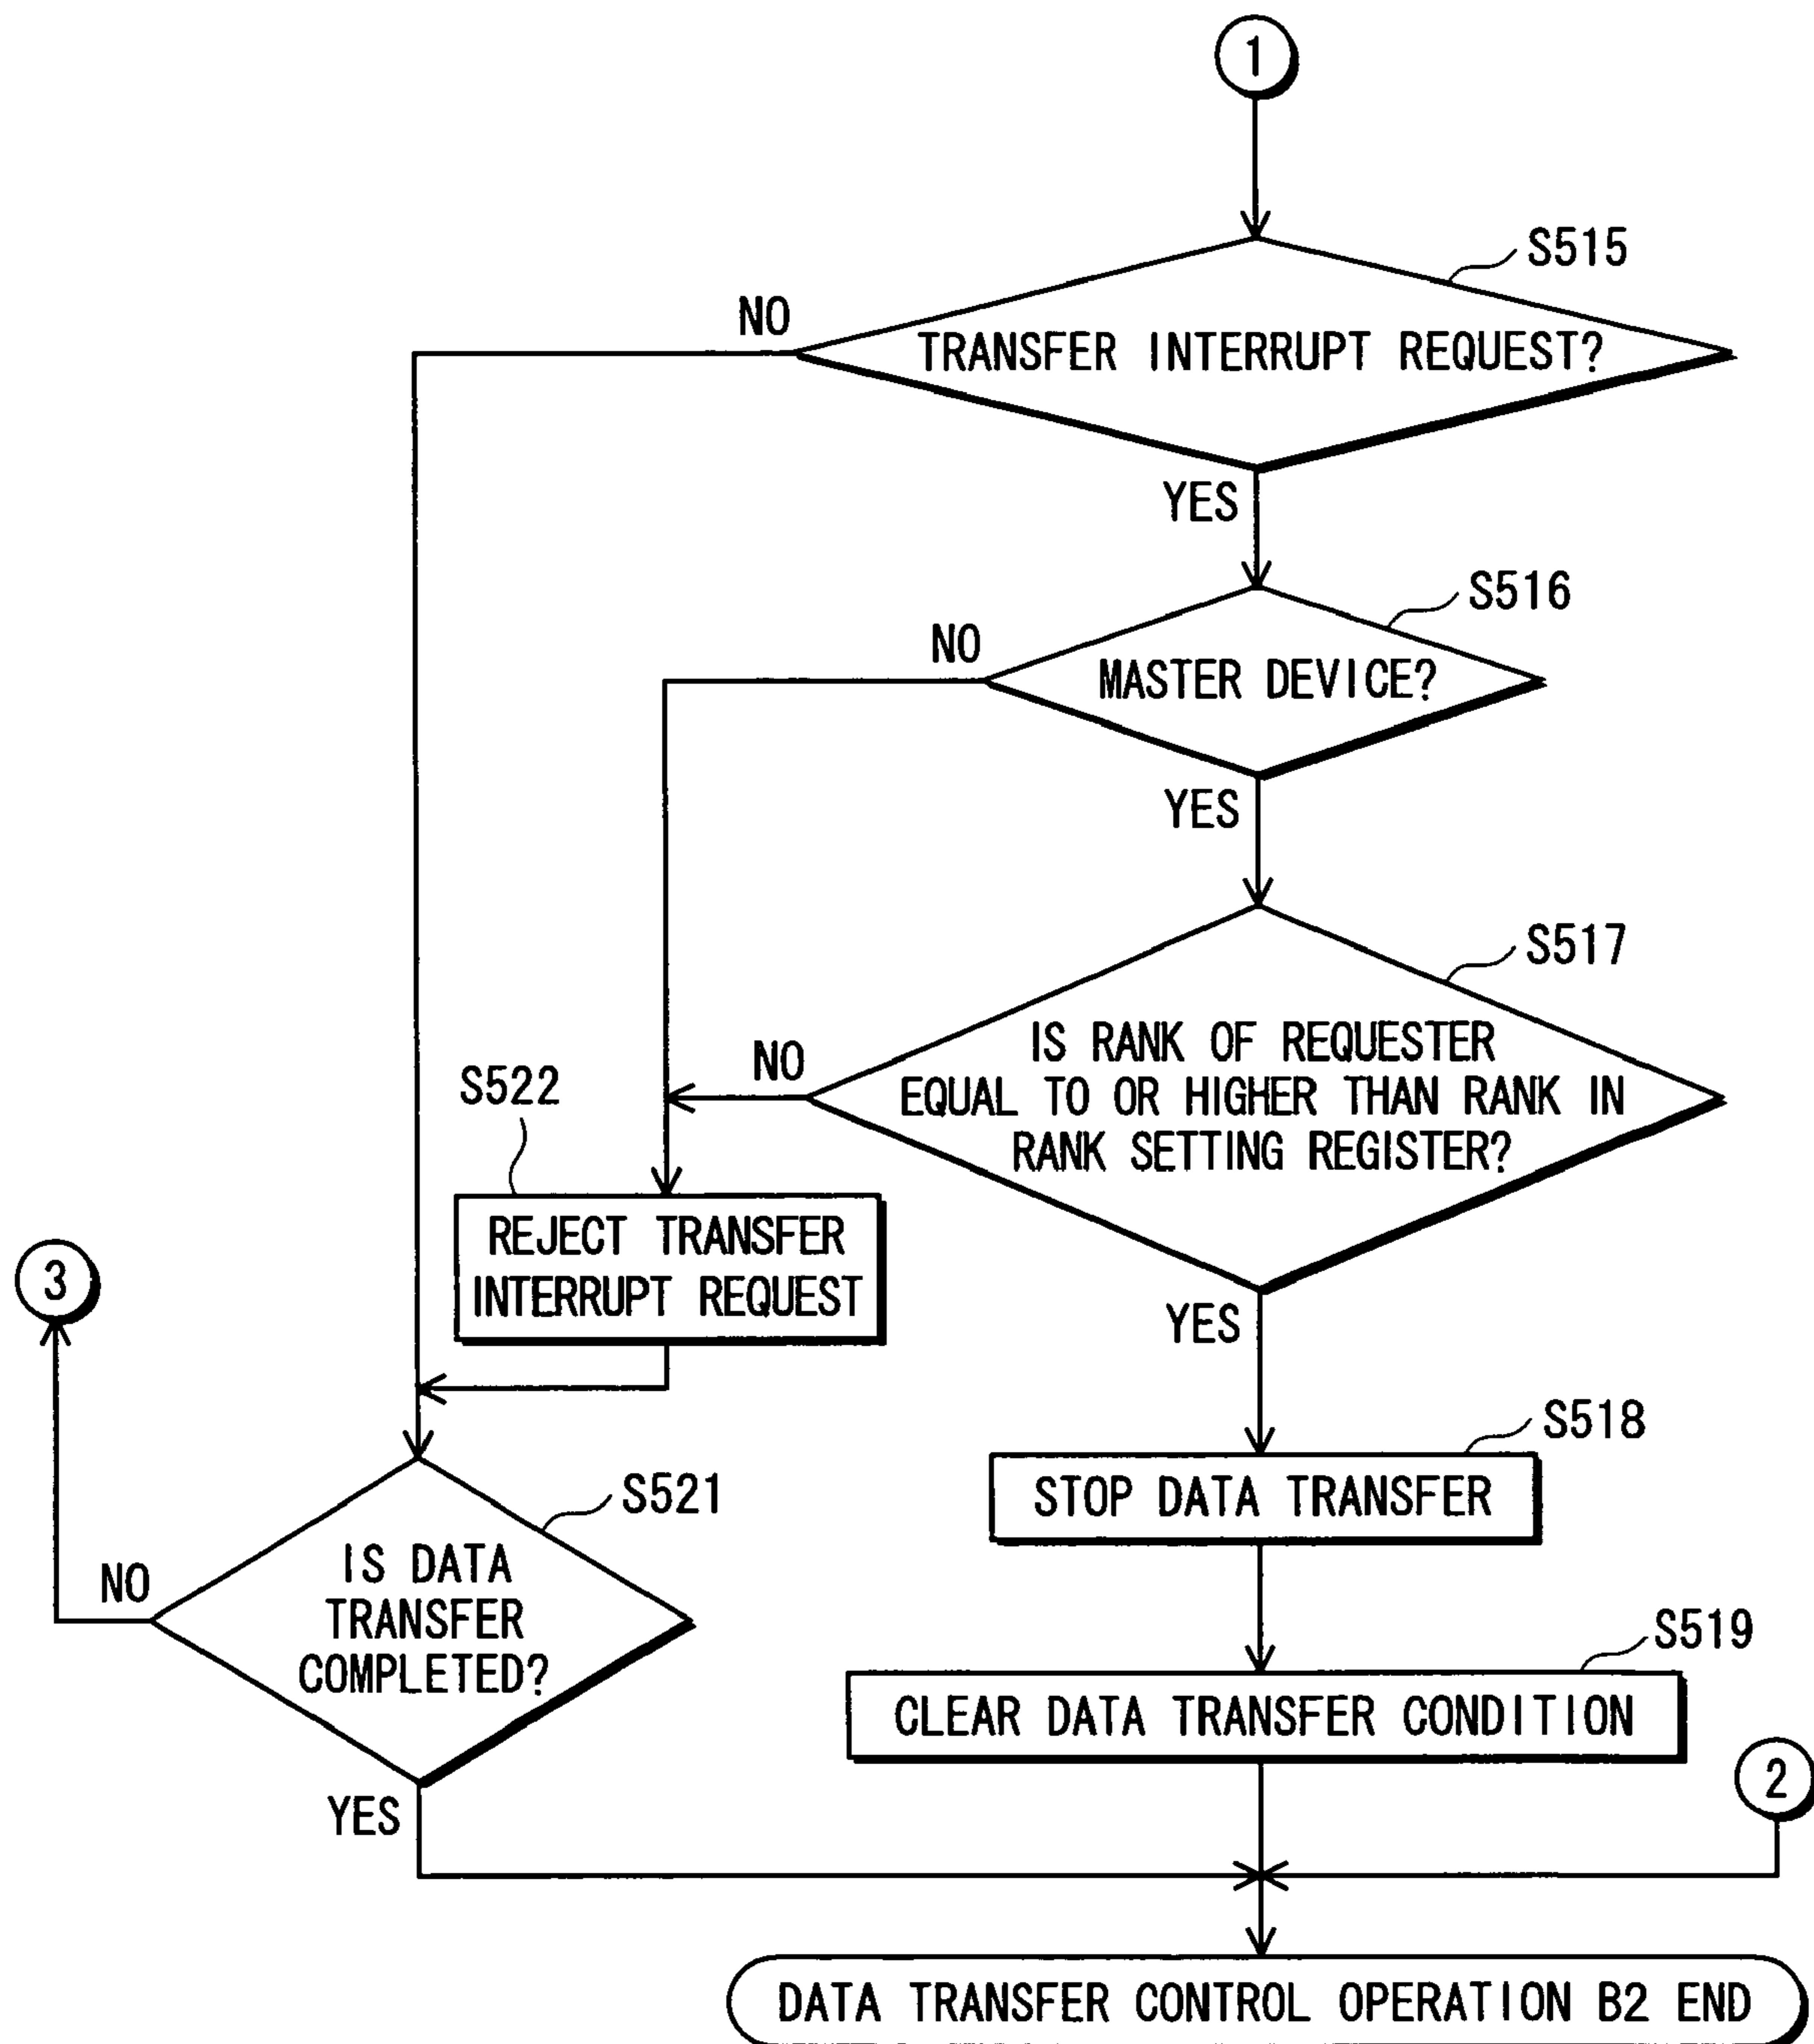 1
S515
NO
TRANSFER INTERRUPT REQUEST?
YES
S516
NO
MASTER DEVICE?
YES
S517
IS RANK OF REQUESTER
EQUAL TO OR HIGHER THAN RANK IN
RANK SETTING REGISTER?
NO
S522
REJECT TRANSFER
INTERRUPT REQUEST
3
YES
S518
STOP DATA TRANSFER
S521
IS DATA
TRANSFER
COMPLETED?
NO
S519
CLEAR DATA TRANSFER CONDITION
2
YES
DATA TRANSFER CONTROL OPERATION B2 END